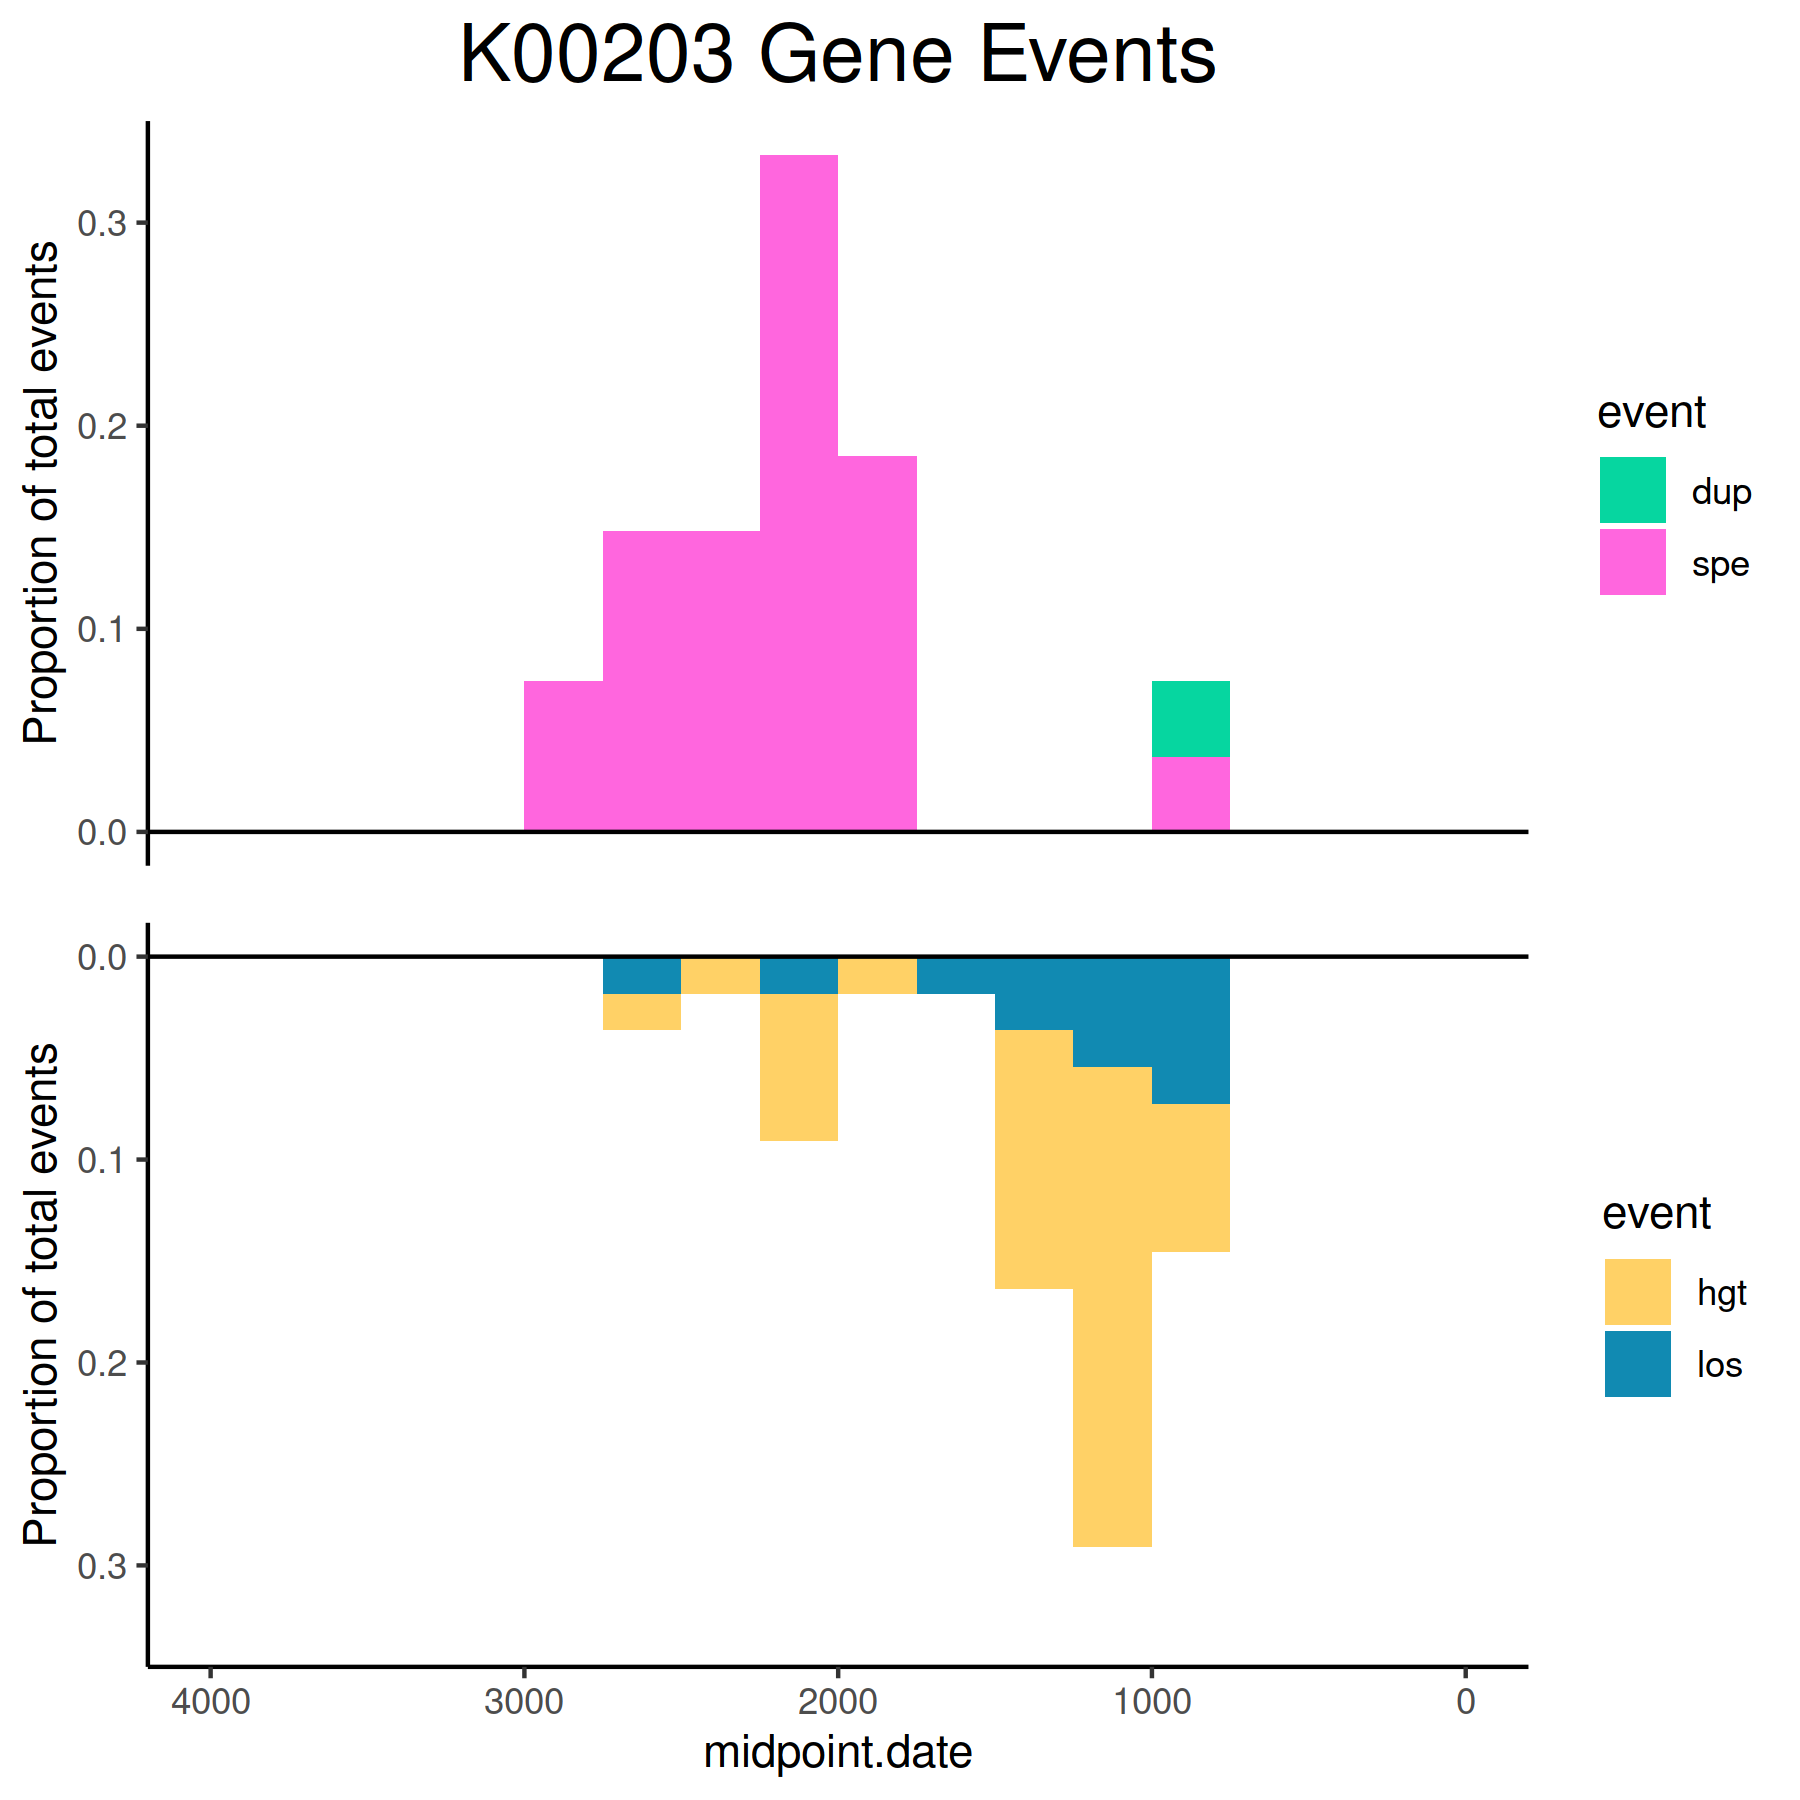 K00203 Gene Events
Proportion of total events
0.3
0.2
0.1
0.0
event
dup
spe
Proportion of total events
0.0
0.1
0.2
0.3
event
hgt
los
4000 3000 2000 1000 0
midpoint.date